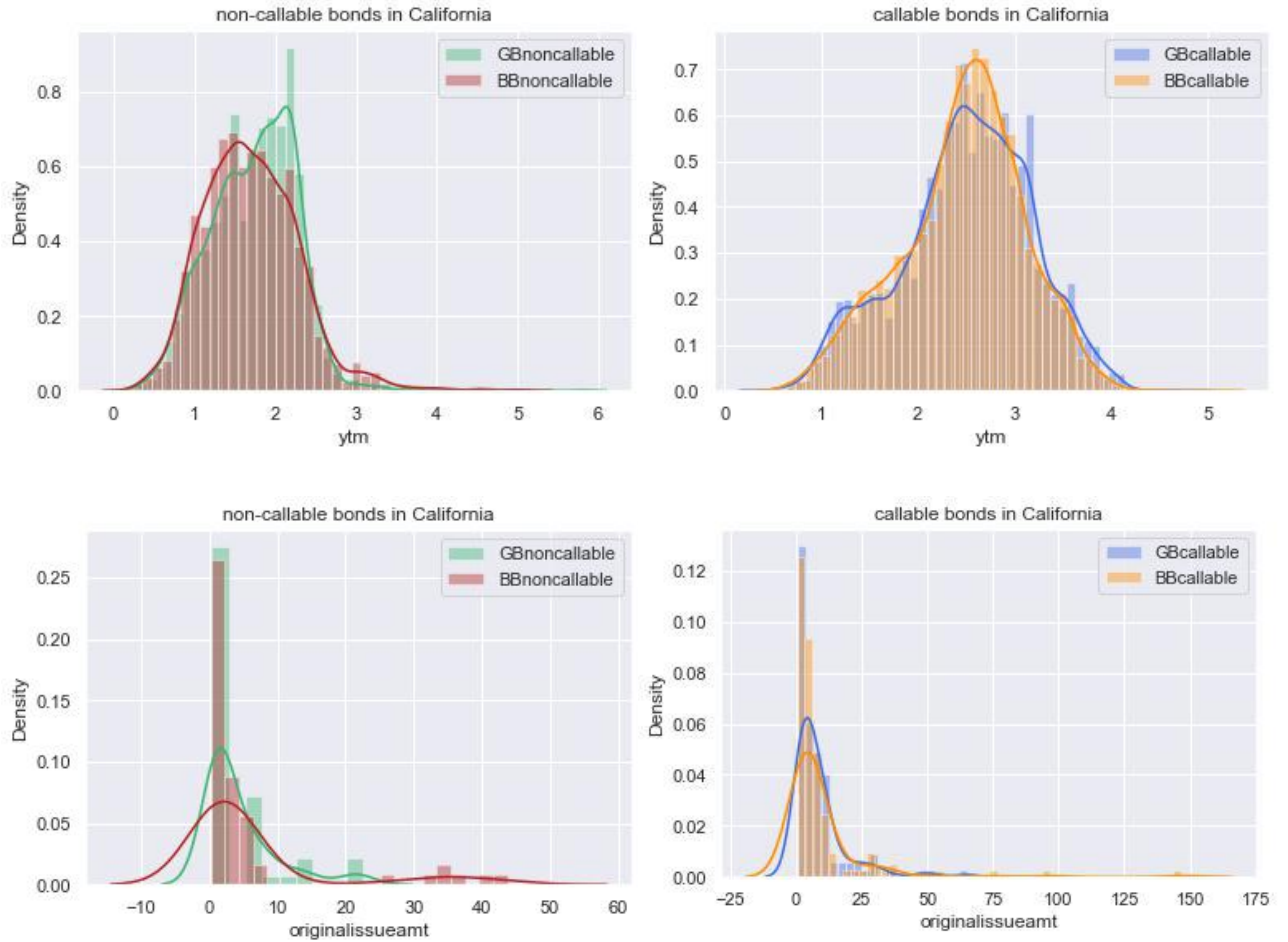 non-callable bonds in California
GBnoncallable
BBnoncallable
0.8
0.6
0.4
0.2
0.0
Density
0 1 2 3 4 5 6
ytm
callable bonds in California
GBcallable
BBcallable
0.7
0.6
0.5
0.4
0.3
0.2
0.1
0.0
Density
0 1 2 3 4 5
ytm
non-callable bonds in California
GBnoncallable
BBnoncallable
0.25
0.20
0.15
0.10
0.05
0.00
Density
−10 0 10 20 30 40 50 60
originalissueamt
callable bonds in California
GBcallable
BBcallable
0.12
0.10
0.08
0.06
0.04
0.02
0.00
Density
−25 0 25 50 75 100 125 150 175
originalissueamt